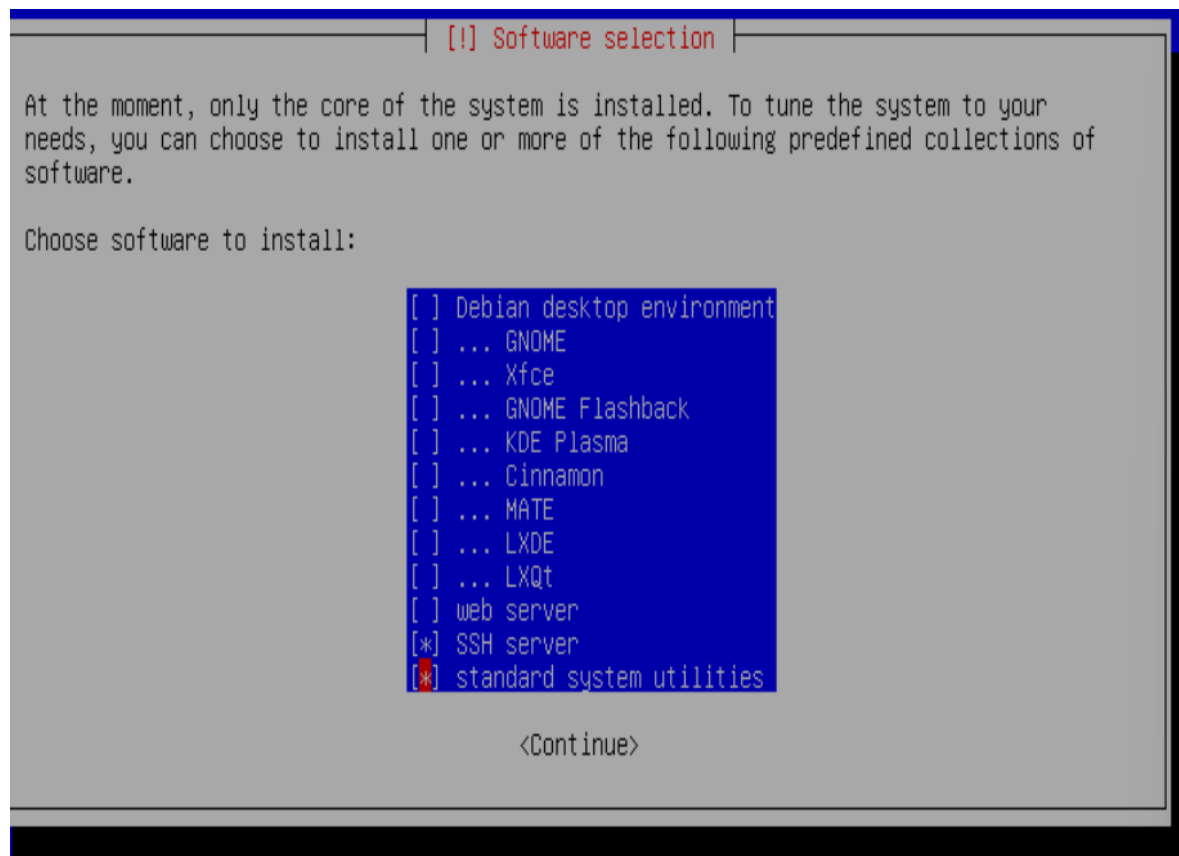 [!] Software selection
At the moment, only the core of the system is installed. To tune the system to your
needs, you can choose to install one or more of the following predefined collections of
software.
Choose software to install:
[ ] Debian desktop environment
[ ] ... GNOME
[ ] ... Xfce
[ ] ... GNOME Flashback
[ ] ... KDE Plasma
[ ] ... Cinnamon
[ ] ... MATE
[ ] ... LXDE
[ ] ... LXQt
[ ] web server
[*] SSH server
[*] standard system utilities
<Continue>